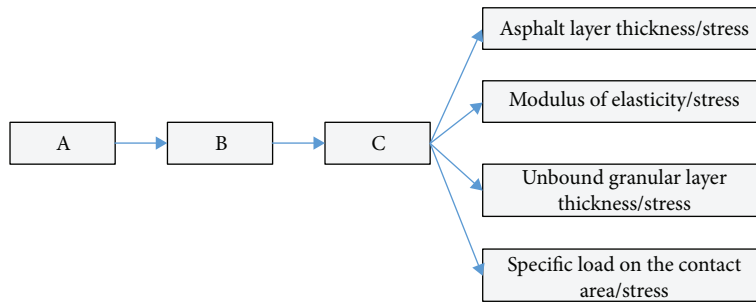 A
B
C
Asphalt layer thickness/stress
Modulus of elasticity/stress
Unbound granular layer
thickness/stress
Specific load on the contact
area/stress